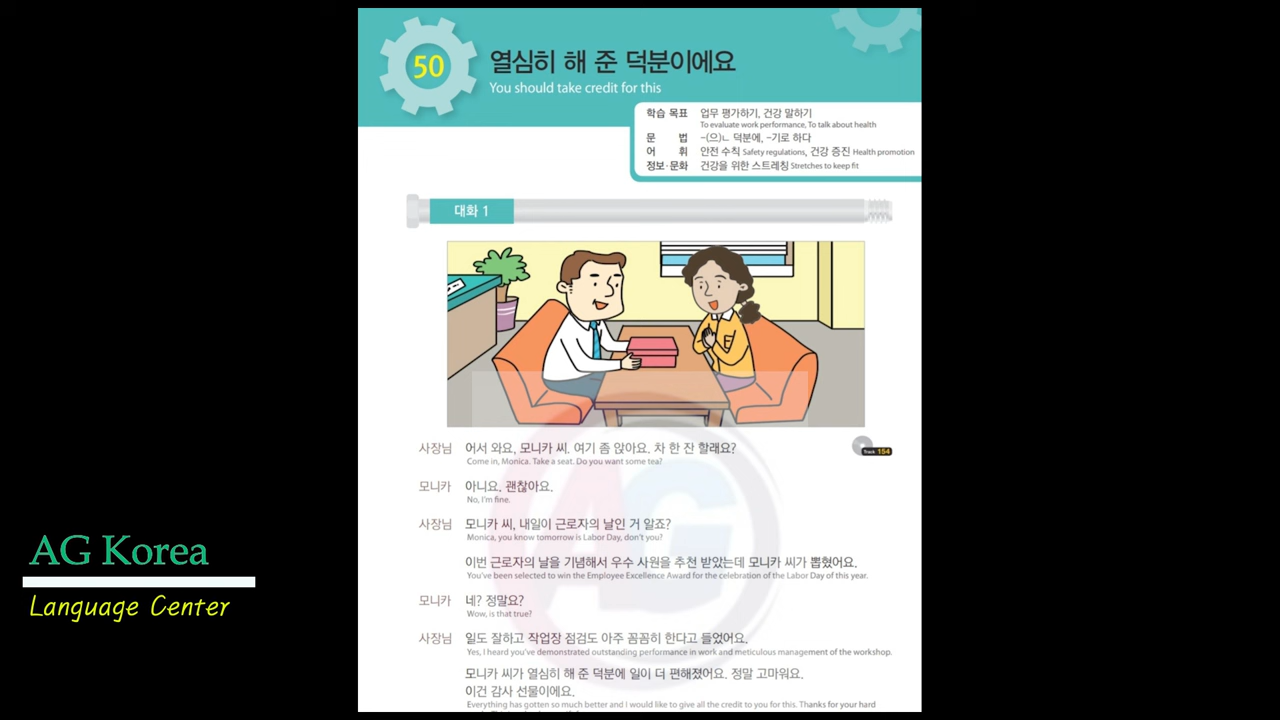 50
열심히 해 준 덕분이에요
You should take credit for this
학습 목표 업무 평가하기, 건강 말하기
To evaluate work performance, To talk about health
문 법 -(으)ㄴ 덕분에, -기로 하다
어 휘 안전 수칙 Safety regulations, 건강 증진 Health promotion
정보·문화 건강을 위한 스트레칭 Stretches to keep fit
대화 1
사장님 어서 와요, 모니카 씨. 여기 좀 앉아요. 차 한 잔 할래요?
Come in, Monica. Take a seat. Do you want some tea?
Track 154
모니카 아니요, 괜찮아요.
No, I'm fine.
사장님 모니카 씨, 내일이 근로자의 날인 거 알죠?
Monica, you know tomorrow is Labor Day, don't you?
이번 근로자의 날을 기념해서 우수 사원을 추천 받았는데 모니카 씨가 뽑혔어요.
You've been selected to win the Employee Excellence Award for the celebration of the Labor Day of this year.
모니카 네? 정말요?
Wow, is that true?
사장님 일도 잘하고 작업장 점검도 아주 꼼꼼히 한다고 들었어요.
Yes, I heard you've demonstrated outstanding performance in work and meticulous management of the workshop.
모니카 씨가 열심히 해 준 덕분에 일이 더 편해졌어요. 정말 고마워요.
이건 감사 선물이에요.
Everything has gotten so much better and I would like to give all the credit to you for this. Thanks for your hard
AG Korea
Language Center
AG